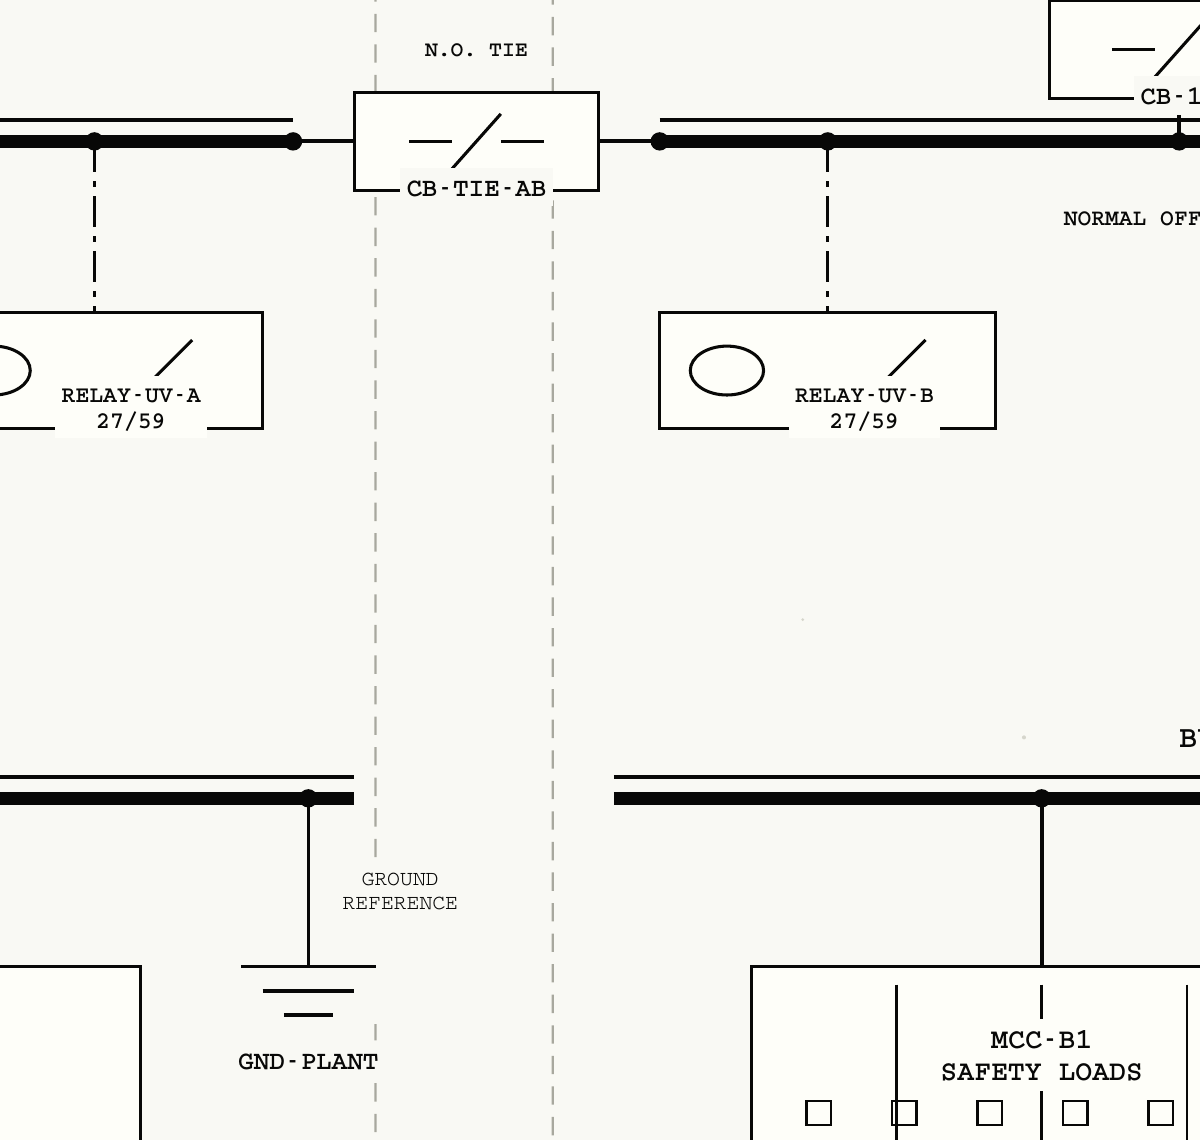 N.O. TIE
CB-1
CB-TIE-AB
NORMAL OFF
RELAY-UV-A
27/59
RELAY-UV-B
27/59
GROUND
REFERENCE
GND-PLANT
MCC-B1
SAFETY LOADS